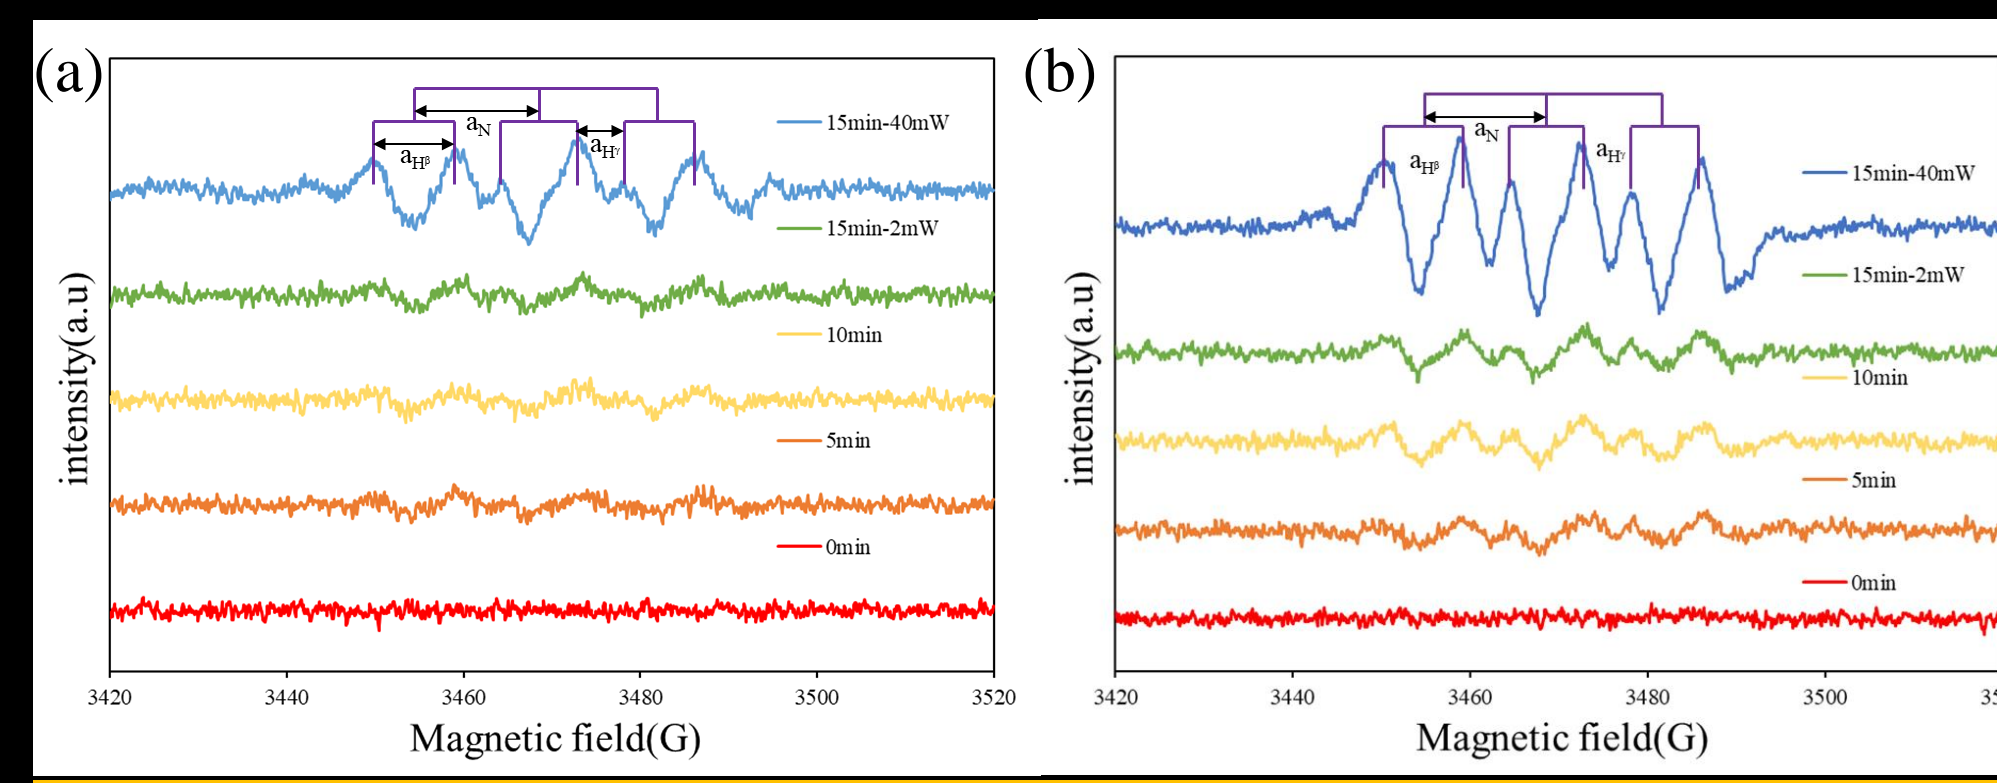 (a)
aN
aHβ
aHγ
15min-40mW
15min-2mW
10min
5min
0min
intensity(a.u)
3420 3440 3460 3480 3500 3520
Magnetic field(G)
(b)
aN
aHβ
aHγ
15min-40mW
15min-2mW
10min
5min
0min
intensity(a.u)
3420 3440 3460 3480 3500 35
Magnetic field(G)